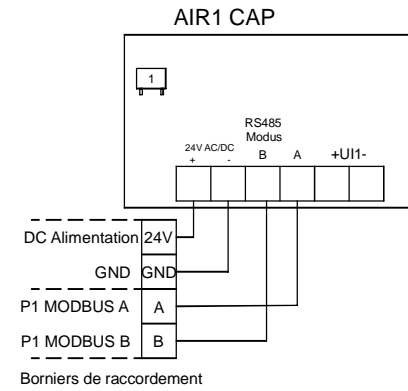 AIR1 CAP
1
RS485
Modus
24V AC/DC
+ - B A +UI1-
DC Alimentation 24V
GND GND
P1 MODBUS A A
P1 MODBUS B B
Borniers de raccordement